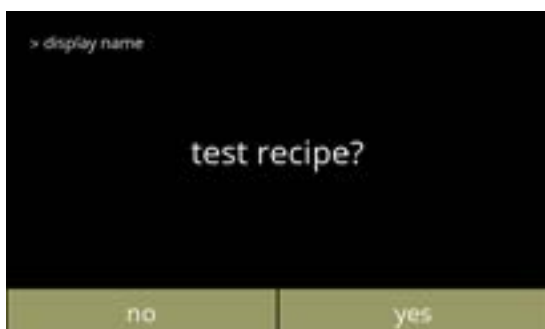 > display name
test recipe?
no
yes